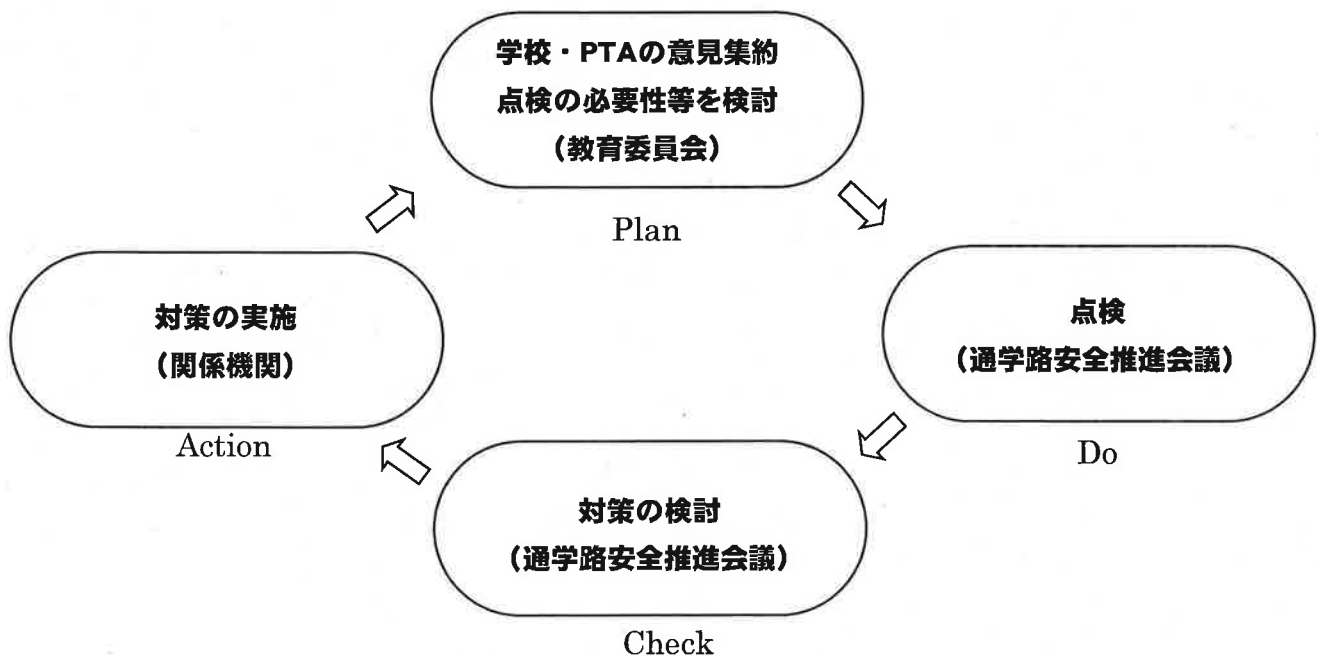 学校・PTAの意見集約
点検の必要性等を検討
（教育委員会）
Plan
点検
（通学路安全推進会議）
Do
対策の検討
（通学路安全推進会議）
Check
対策の実施
（関係機関）
Action